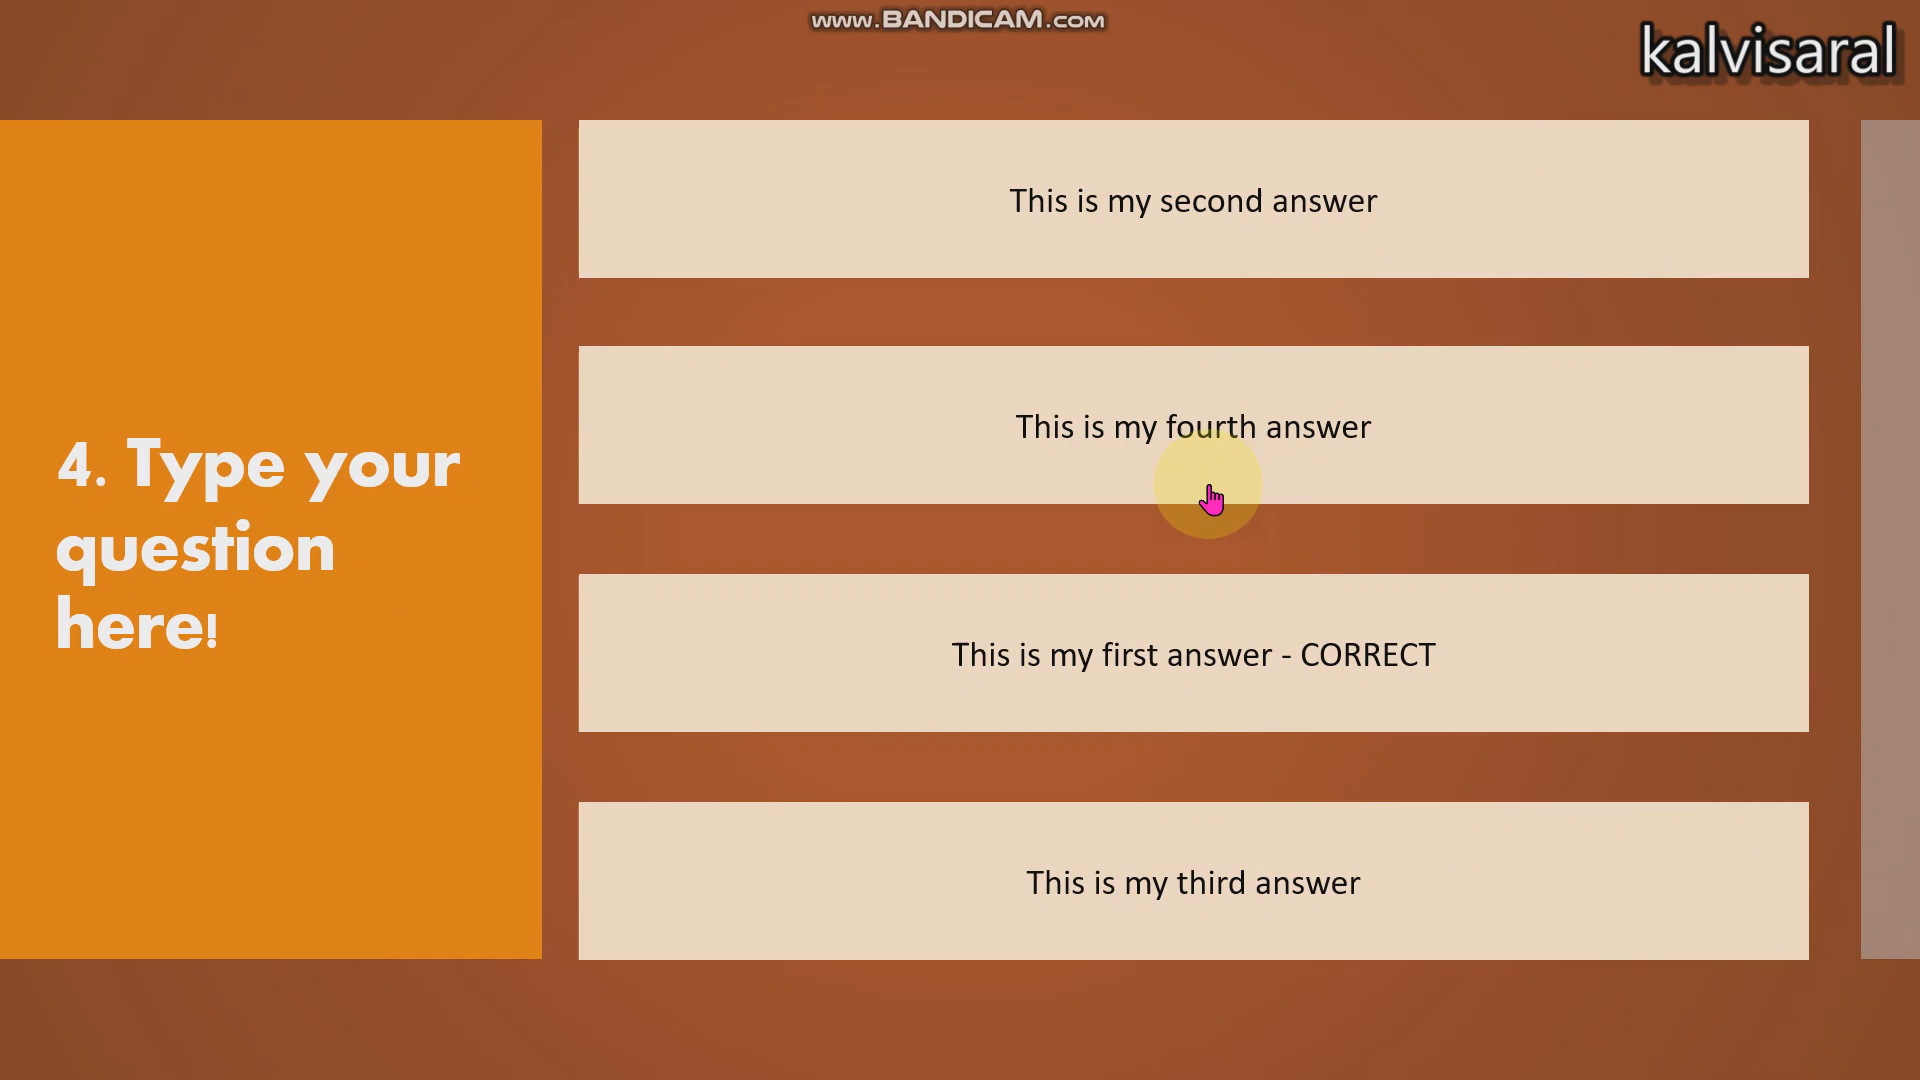 www.BANDICAM.com
kalvisaral
4. Type your
question
here!
This is my second answer
This is my fourth answer
This is my first answer - CORRECT
This is my third answer